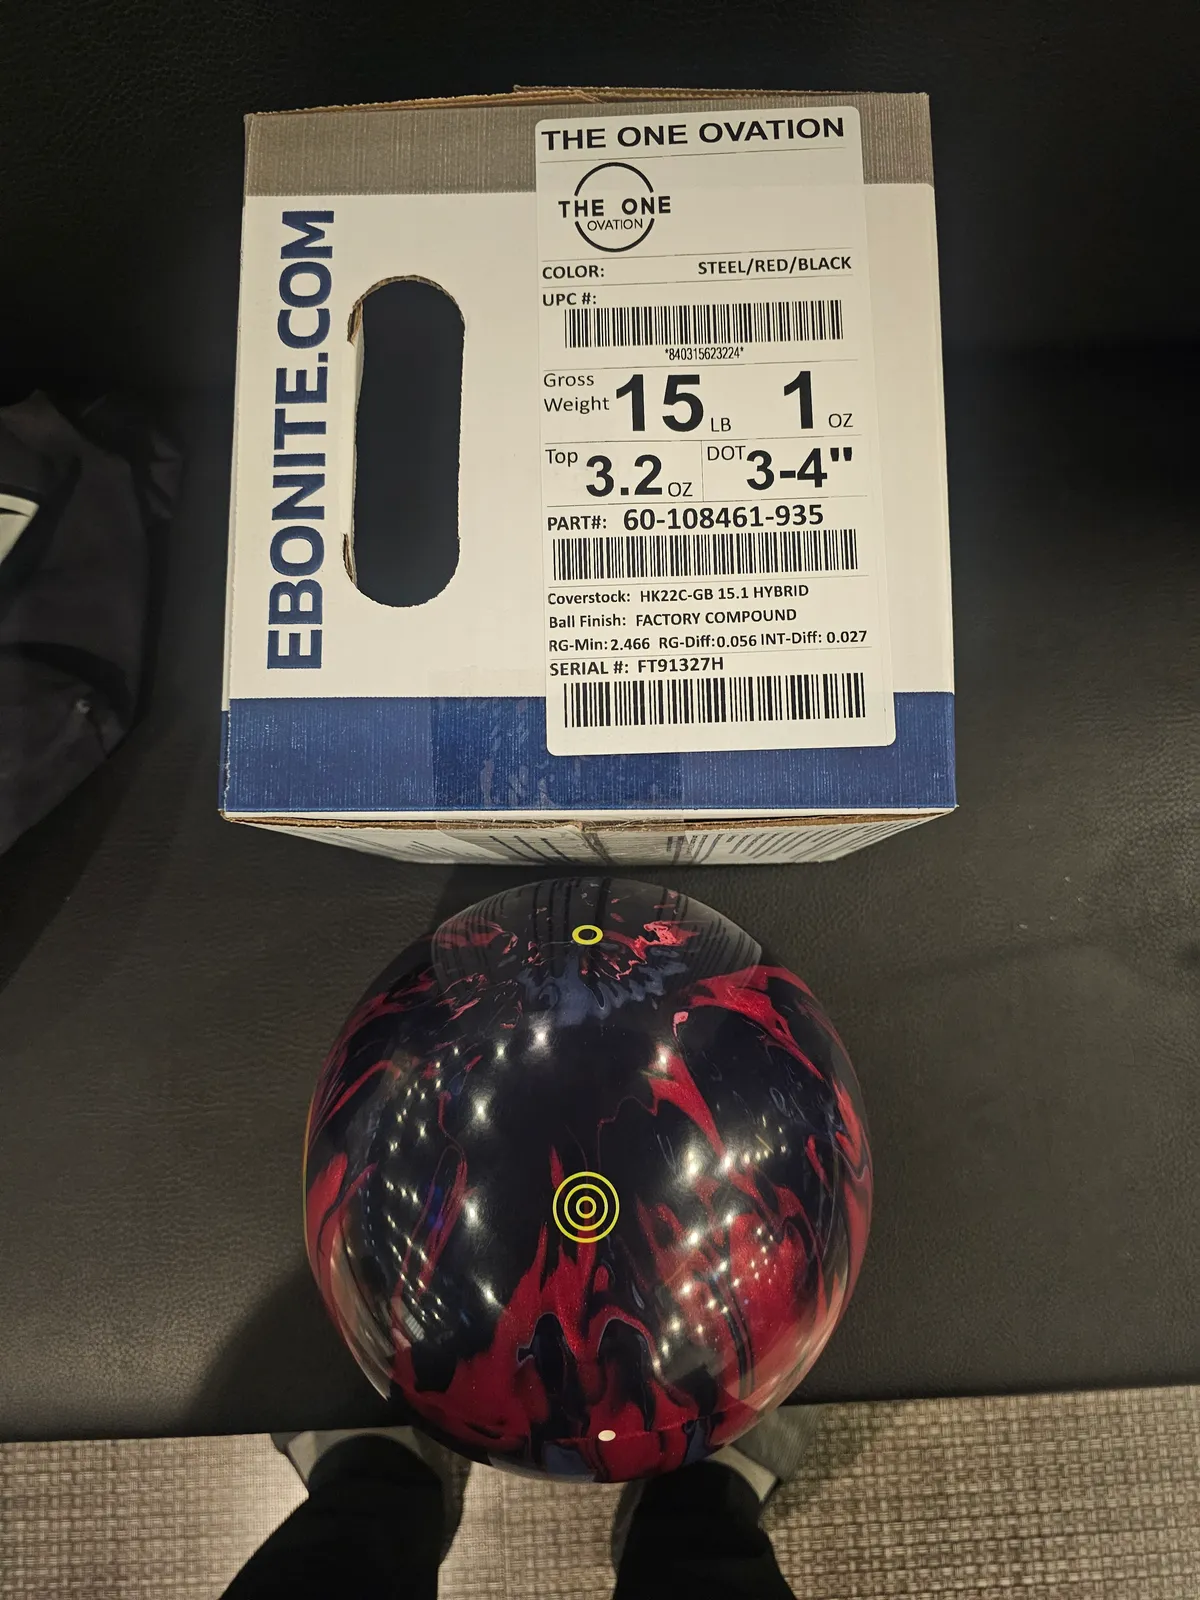 THE ONE OVATION
THE ONE
OVATION
COLOR: STEEL/RED/BLACK
UPC #:
*840315623224*
Gross Weight 15 LB 1 OZ
Top 3.2 OZ DOT 3-4"
PART#: 60-108461-935
Coverstock: HK22C-GB 15.1 HYBRID
Ball Finish: FACTORY COMPOUND
RG-Min: 2.466 RG-Diff: 0.056 INT-Diff: 0.027
SERIAL #: FT91327H
EBONITE.COM